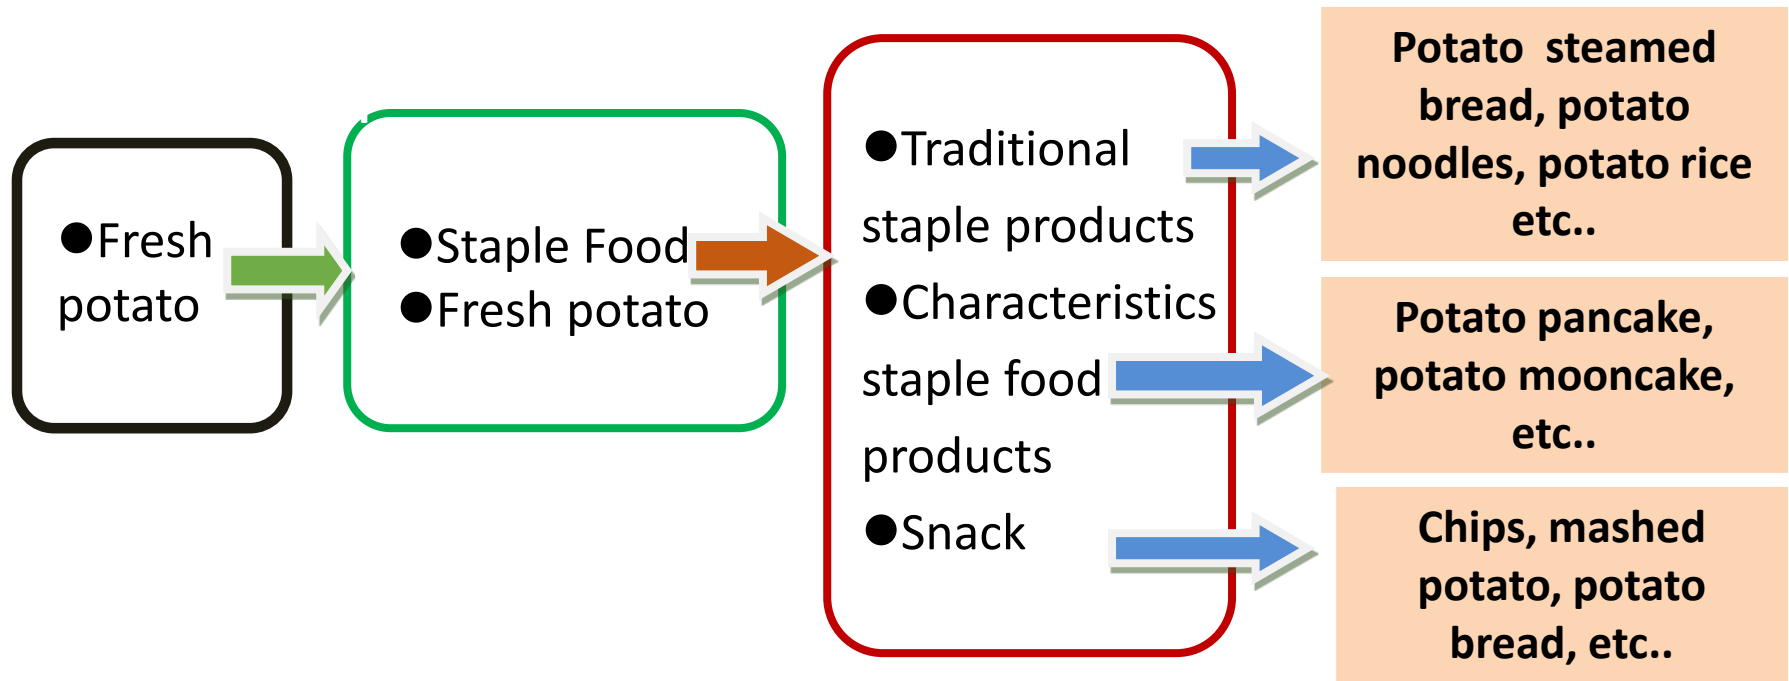 ●Fresh
potato
●Staple Food
●Fresh potato
●Traditional
staple products
●Characteristics
staple food
products
●Snack
Potato  steamed
bread, potato
noodles, potato rice
etc..
Potato pancake,
potato mooncake,
etc..
Chips, mashed
potato, potato
bread, etc..